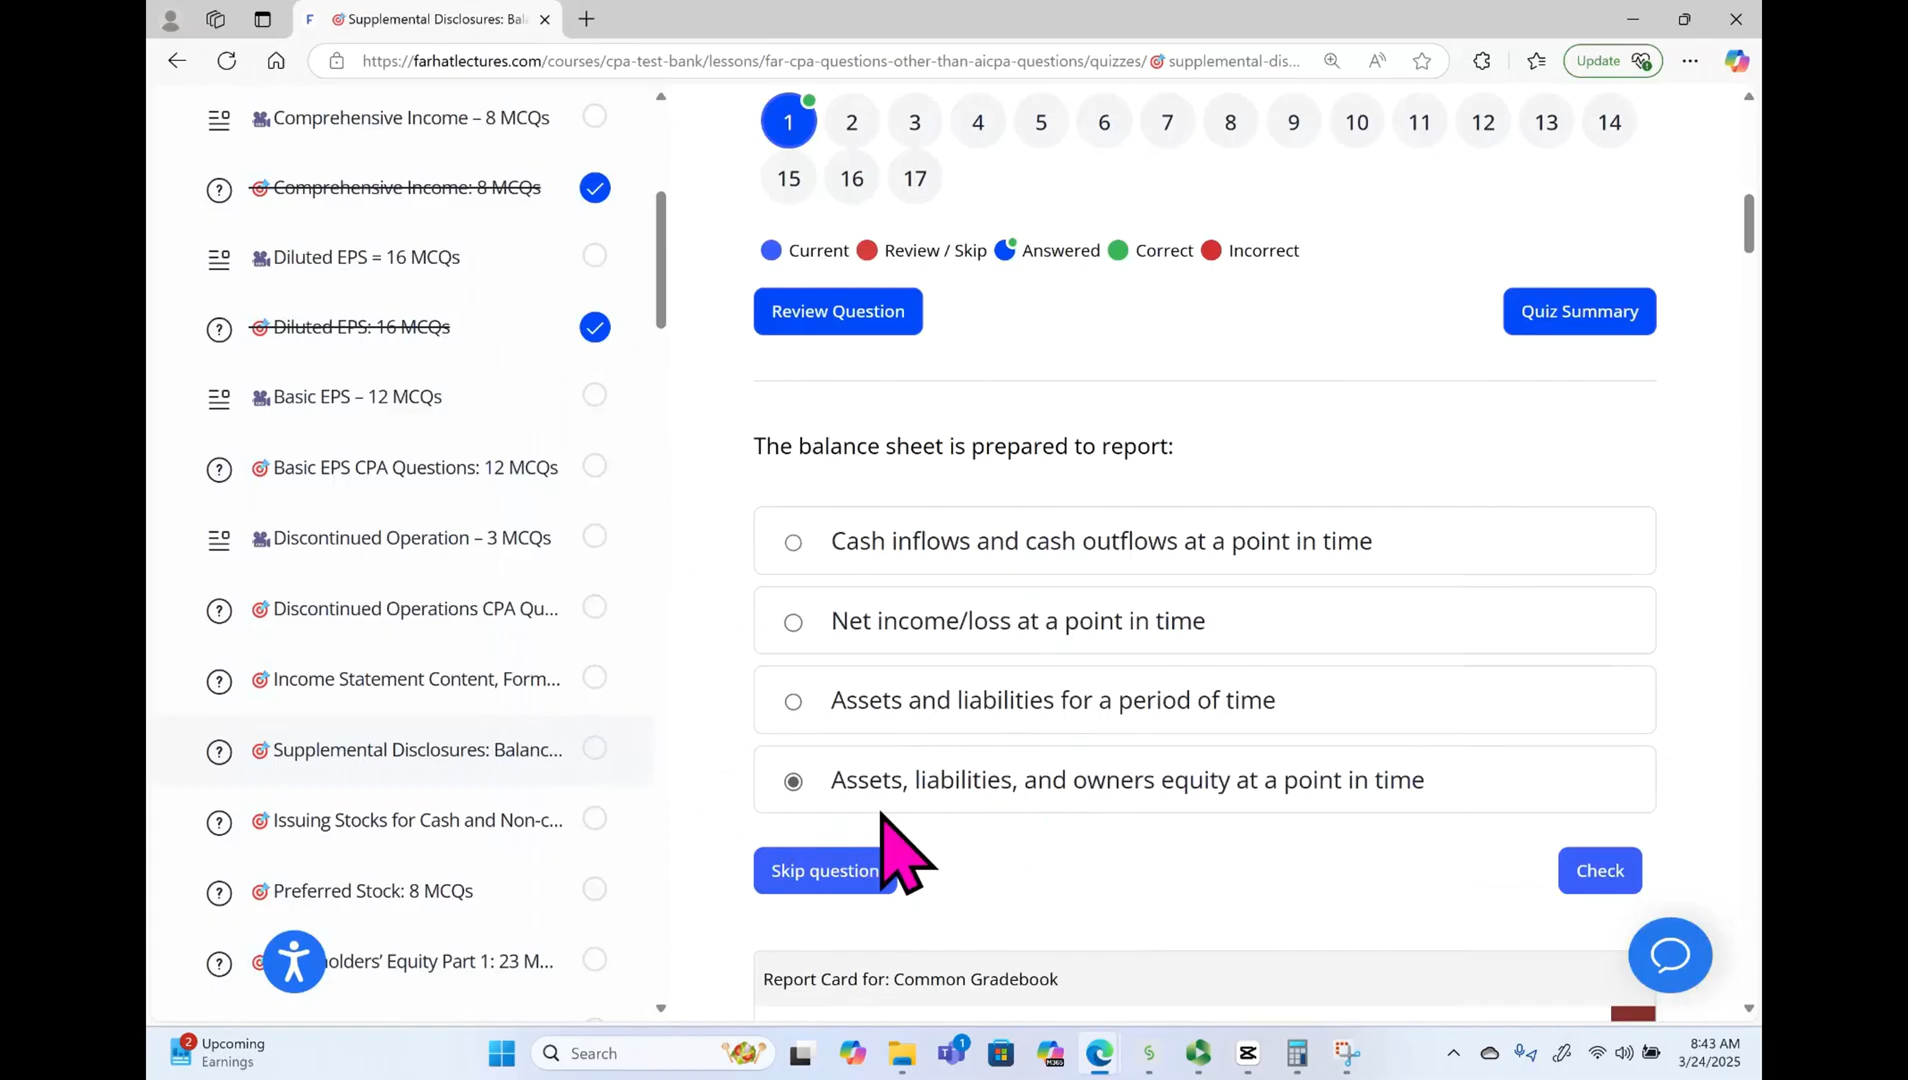 F
Supplemental Disclosures: Bal
https://farhatlectures.com/courses/cpa-test-bank/lessons/far-cpa-questions-other-than-aicpa-questions/quizzes/🎯supplemental-dis...
Update
Comprehensive Income – 8 MCQs
Comprehensive Income: 8 MCQs
Diluted EPS = 16 MCQs
Diluted EPS: 16 MCQs
Basic EPS – 12 MCQs
Basic EPS CPA Questions: 12 MCQs
Discontinued Operation – 3 MCQs
Discontinued Operations CPA Qu...
Income Statement Content, Form...
Supplemental Disclosures: Balanc...
Issuing Stocks for Cash and Non-c...
Preferred Stock: 8 MCQs
holders’ Equity Part 1: 23 M...
1 2 3 4 5 6 7 8 9 10 11 12 13 14
15 16 17
Current Review / Skip Answered Correct Incorrect
Review Question
Quiz Summary
The balance sheet is prepared to report:
Cash inflows and cash outflows at a point in time
Net income/loss at a point in time
Assets and liabilities for a period of time
Assets, liabilities, and owners equity at a point in time
Skip question
Check
Report Card for: Common Gradebook
2
Upcoming
Earnings
Search
1
M365
8:43 AM
3/24/2025